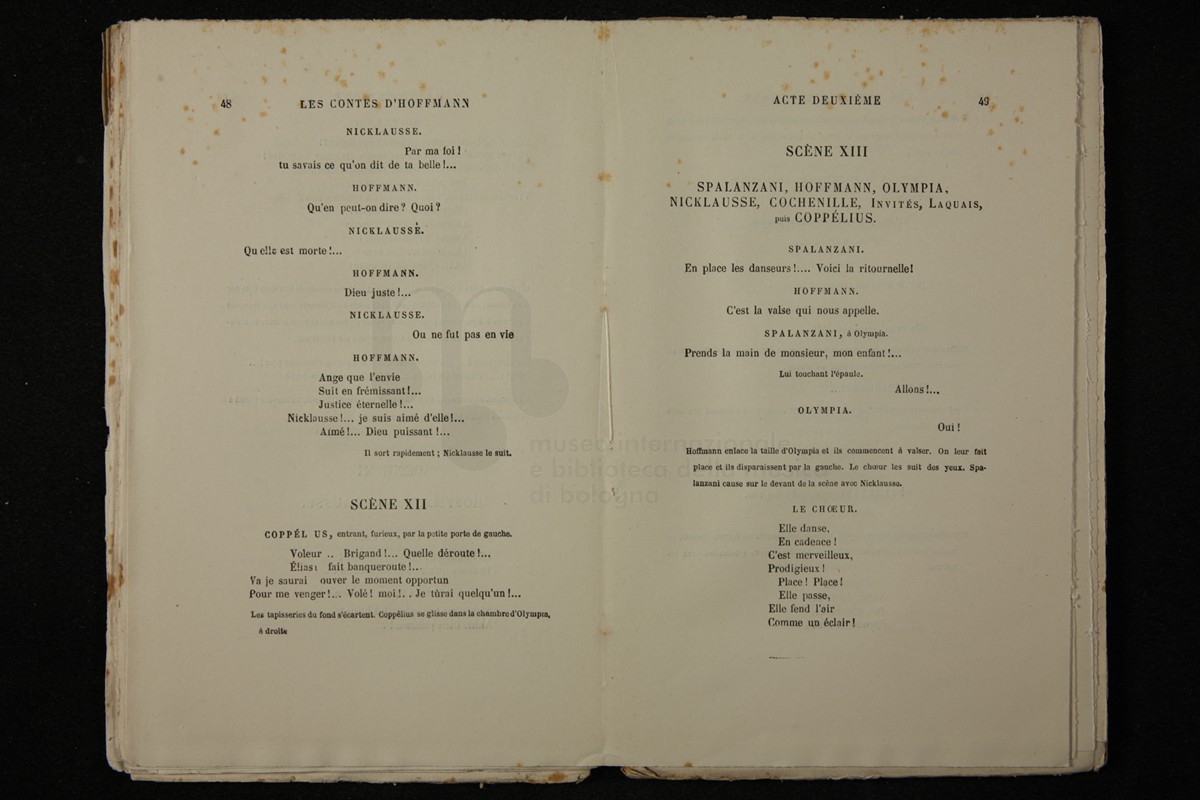 48 LES CONTES D'HOFFMANN
NICKLAUSSE.
Par ma foi !
tu savais ce qu'on dit de ta belle !...
HOFFMANN.
Qu'en peut-on dire ? Quoi ?
NICKLAUSSE.
Qu elle est morte !...
HOFFMANN.
Dieu juste !...
NICKLAUSSE.
Ou ne fut pas en vie
HOFFMANN.
Ange que l'envie
Suit en frémissant !...
Justice éternelle !...
Nicklausse !... je suis aimé d'elle !...
Aimé !... Dieu puissant !...
Il sort rapidement ; Nicklausse le suit.
SCÈNE XII
COPPÉL US, entrant, furieux, par la petite porte de gauche.
Voleur .. Brigand !... Quelle déroute !...
Élias fait banqueroute !...
Va je saurai ouver le moment opportun
Pour me venger !... Volé ! moi !.. Je tûrai quelqu'un !...
Les tapisseries du fond s'écartent. Coppélius se glisse dans la chambre d'Olympia,
à droite
ACTE DEUXIÈME 49
SCÈNE XIII
SPALANZANI, HOFFMANN, OLYMPIA,
NICKLAUSSE, COCHENILLE, INVITÉS, LAQUAIS,
puis COPPÉLIUS.
SPALANZANI.
En place les danseurs !.... Voici la ritournelle!
HOFFMANN.
C'est la valse qui nous appelle.
SPALANZANI, à Olympia.
Prends la main de monsieur, mon enfant !...
Lui touchant l'épaule.
Allons !...
OLYMPIA.
Oui !
Hoffmann enlace la taille d'Olympia et ils commencent à valser. On leur fait
place et ils disparaissent par la gauche. Le chœur les suit des yeux. Spa-
lanzani cause sur le devant de la scène avec Nicklausse.
LE CHŒUR.
Elle danse,
En cadence !
C'est merveilleux,
Prodigieux !
Place ! Place !
Elle passe,
Elle fend l'air
Comme un éclair !
museo internazionale
e biblioteca
di bologna